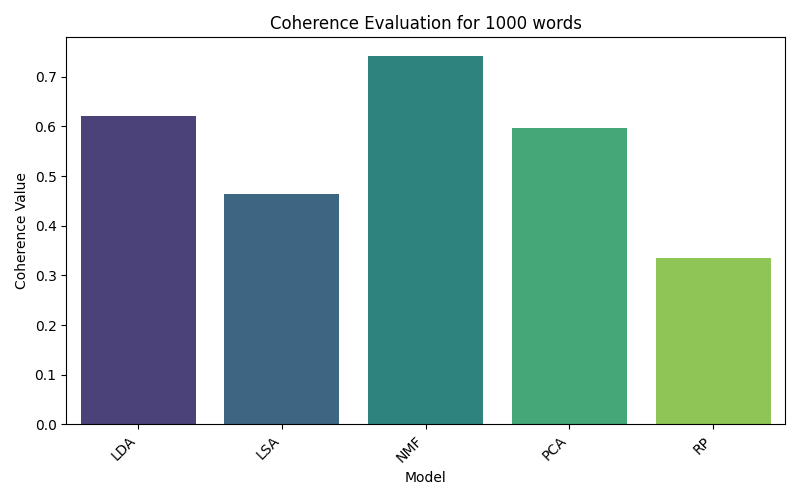 Coherence Evaluation for 1000 words
Coherence Value
0.7
0.6
0.5
0.4
0.3
0.2
0.1
0.0
LDA
LSA
NMF
PCA
RP
Model